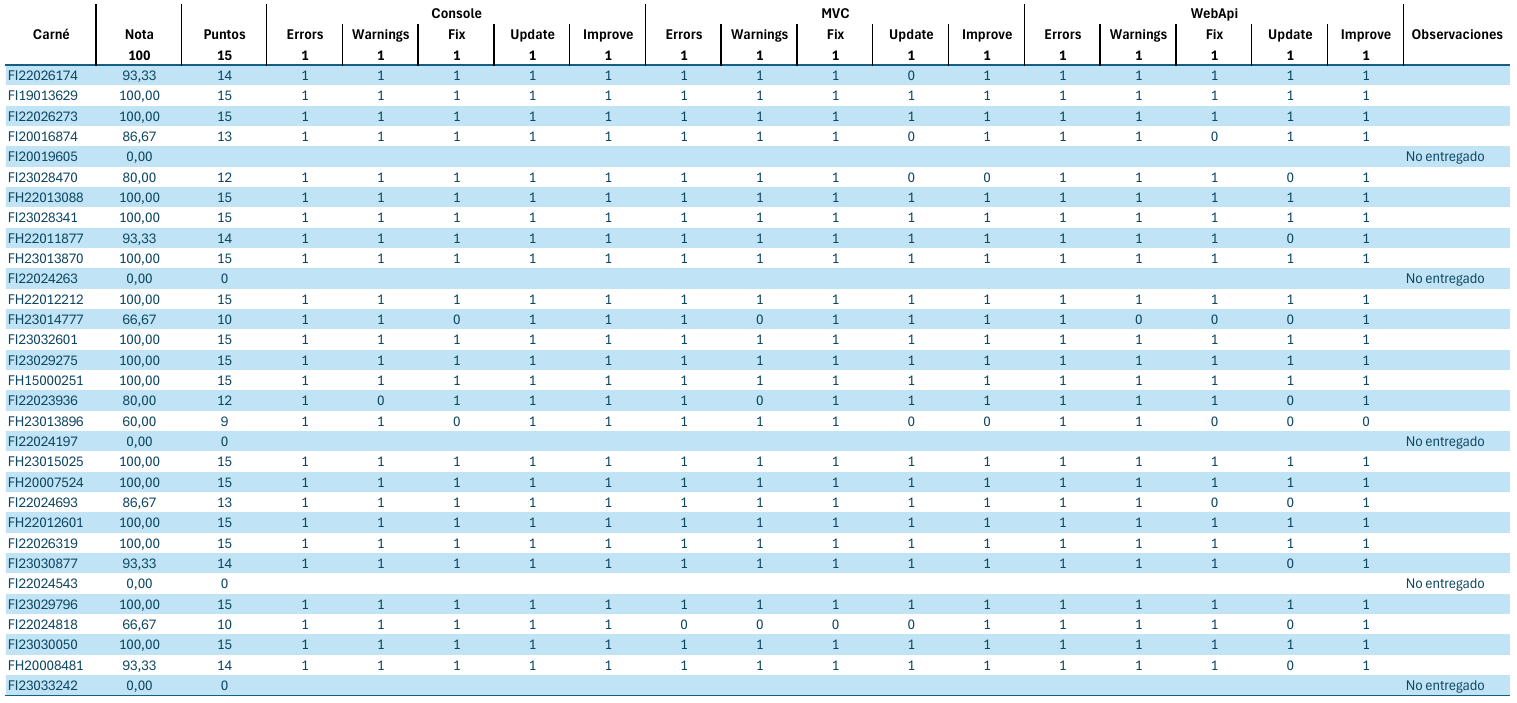 Console MVC WebApi
Carné Nota Puntos Errors Warnings Fix Update Improve Errors Warnings Fix Update Improve Errors Warnings Fix Update Improve Observaciones
100 15 1 1 1 1 1 1 1 1 1 1 1 1 1 1 1
FI22026174 93,33 14 1 1 1 1 1 1 1 1 0 1 1 1 1 1 1
FI19013629 100,00 15 1 1 1 1 1 1 1 1 1 1 1 1 1 1 1
FI22026273 100,00 15 1 1 1 1 1 1 1 1 1 1 1 1 1 1 1
FI20016874 86,67 13 1 1 1 1 1 1 1 1 0 1 1 1 0 1 1
FI20019605 0,00 No entregado
FI23028470 80,00 12 1 1 1 1 1 1 1 1 0 0 1 1 1 0 1
FH22013088 100,00 15 1 1 1 1 1 1 1 1 1 1 1 1 1 1 1
FI23028341 100,00 15 1 1 1 1 1 1 1 1 1 1 1 1 1 1 1
FH22011877 93,33 14 1 1 1 1 1 1 1 1 1 1 1 1 1 0 1
FH23013870 100,00 15 1 1 1 1 1 1 1 1 1 1 1 1 1 1 1
FI22024263 0,00 0 No entregado
FH22012212 100,00 15 1 1 1 1 1 1 1 1 1 1 1 1 1 1 1
FH23014777 66,67 10 1 1 0 1 1 1 0 1 1 1 1 0 0 0 1
FI23032601 100,00 15 1 1 1 1 1 1 1 1 1 1 1 1 1 1 1
FI23029275 100,00 15 1 1 1 1 1 1 1 1 1 1 1 1 1 1 1
FH15000251 100,00 15 1 1 1 1 1 1 1 1 1 1 1 1 1 1 1
FI22023936 80,00 12 1 0 1 1 1 1 0 1 1 1 1 1 1 0 1
FH23013896 60,00 9 1 1 0 1 1 1 1 1 0 0 1 1 0 0 0
FI22024197 0,00 0 No entregado
FH23015025 100,00 15 1 1 1 1 1 1 1 1 1 1 1 1 1 1 1
FH20007524 100,00 15 1 1 1 1 1 1 1 1 1 1 1 1 1 1 1
FI22024693 86,67 13 1 1 1 1 1 1 1 1 1 1 1 1 0 0 1
FH22012601 100,00 15 1 1 1 1 1 1 1 1 1 1 1 1 1 1 1
FI22026319 100,00 15 1 1 1 1 1 1 1 1 1 1 1 1 1 1 1
FI23030877 93,33 14 1 1 1 1 1 1 1 1 1 1 1 1 1 0 1
FI22024543 0,00 0 No entregado
FI23029796 100,00 15 1 1 1 1 1 1 1 1 1 1 1 1 1 1 1
FI22024818 66,67 10 1 1 1 1 1 0 0 0 0 1 1 1 1 0 1
FI23030050 100,00 15 1 1 1 1 1 1 1 1 1 1 1 1 1 1 1
FH20008481 93,33 14 1 1 1 1 1 1 1 1 1 1 1 1 1 0 1
FI23033242 0,00 0 No entregado